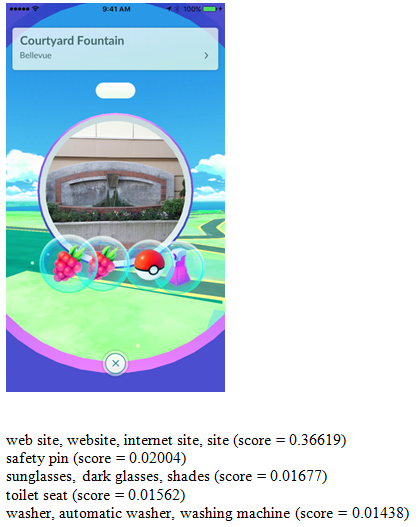 9:41 AM
100%
Courtyard Fountain
Bellevue
web site, website, internet site, site (score = 0.36619)
safety pin (score = 0.02004)
sunglasses, dark glasses, shades (score = 0.01677)
toilet seat (score = 0.01562)
washer, automatic washer, washing machine (score = 0.01438)